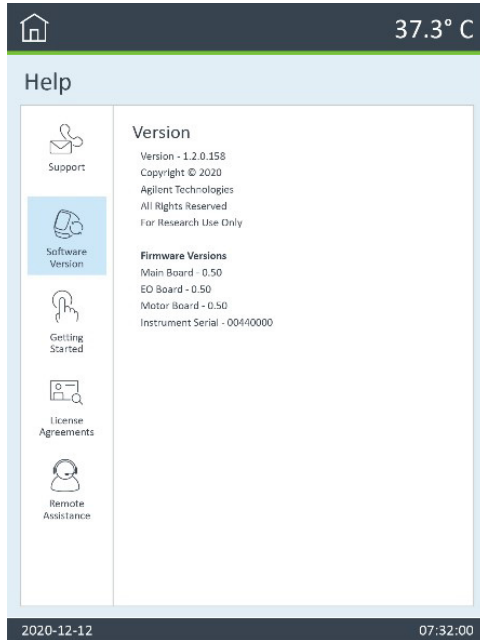 37.3° C
Help
Support
Software
Version
Getting
Started
License
Agreements
Remote
Assistance
Version
Version - 1.2.0.158
Copyright © 2020
Agilent Technologies
All Rights Reserved
For Research Use Only
Firmware Versions
Main Board - 0.50
EO Board - 0.50
Motor Board - 0.50
Instrument Serial - 00440000
2020-12-12
07:32:00